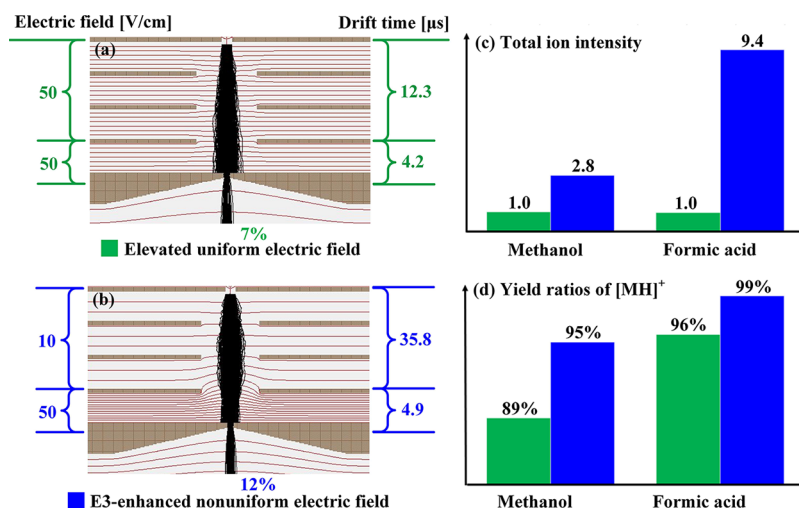 Electric field [V/cm]
Drift time [μs]
(a)
50
12.3
50
4.2
7%
Elevated uniform electric field
(b)
10
35.8
50
4.9
12%
E3-enhanced nonuniform electric field
(c) Total ion intensity
9.4
2.8
1.0
1.0
Methanol
Formic acid
(d) Yield ratios of [MH]⁺
99%
95%
96%
89%
Methanol
Formic acid